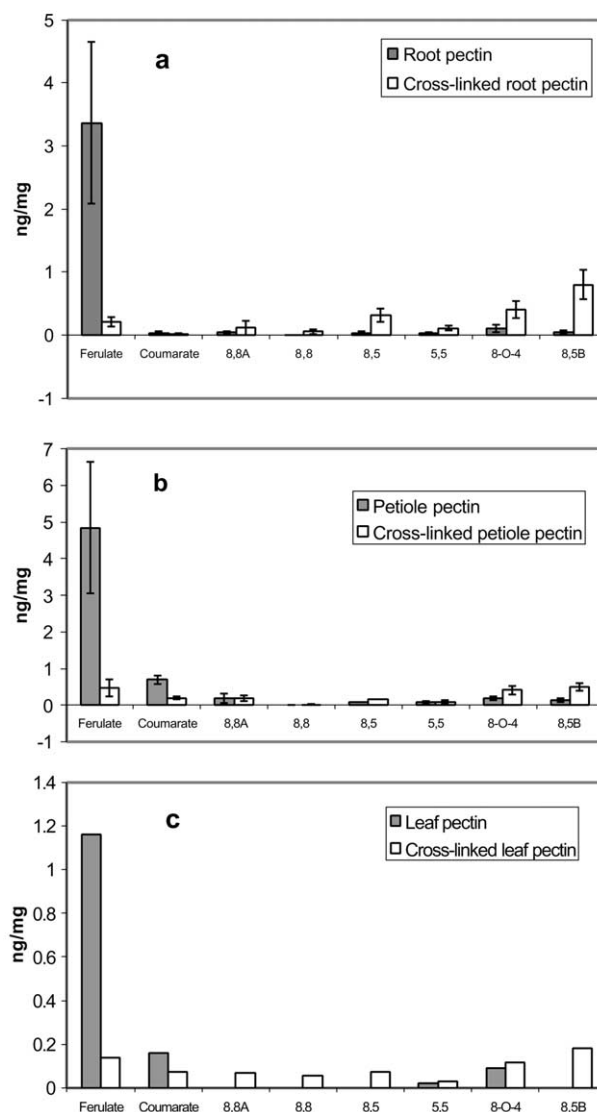 5
a
Root pectin
Cross-linked root pectin
4
3
ng/mg
2
1
0
Ferulate Coumarate 8,8A 8,8 8,5 5,5 8-O-4 8,5B
-1
7
b
Petiole pectin
Cross-linked petiole pectin
6
5
4
ng/mg
3
2
1
0
Ferulate Coumarate 8,8A 8,8 8,5 5,5 8-O-4 8,5B
-1
1.4
c
Leaf pectin
Cross-linked leaf pectin
1.2
1
0.8
ng/mg
0.6
0.4
0.2
0
Ferulate Coumarate 8,8A 8,8 8,5 5,5 8-O-4 8,5B